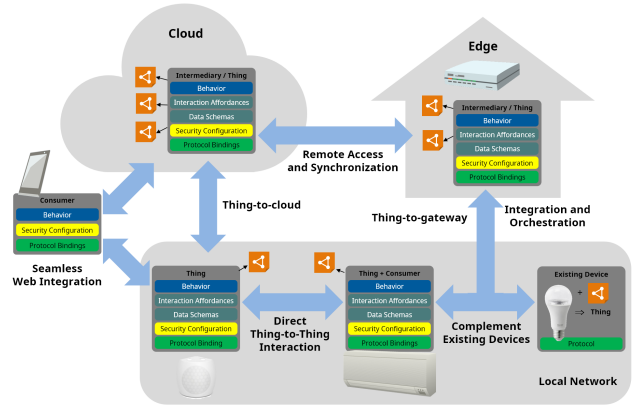 Cloud
Intermediary / Thing
Behavior
Interaction Affordances
Data Schemas
Security Configuration
Protocol Bindings
Edge
Intermediary / Thing
Behavior
Interaction Affordances
Data Schemas
Security Configuration
Protocol Bindings
Remote Access
and Synchronization
Consumer
Behavior
Security Configuration
Protocol Bindings
Seamless
Web Integration
Thing-to-cloud
Thing-to-gateway
Integration and
Orchestration
Thing
Behavior
Interaction Affordances
Data Schemas
Security Configuration
Protocol Binding
Direct
Thing-to-Thing
Interaction
Thing + Consumer
Behavior
Interaction Affordances
Data Schemas
Security Configuration
Protocol Bindings
Complement
Existing Devices
Existing Device
+
⇒ Thing
Protocol
Local Network